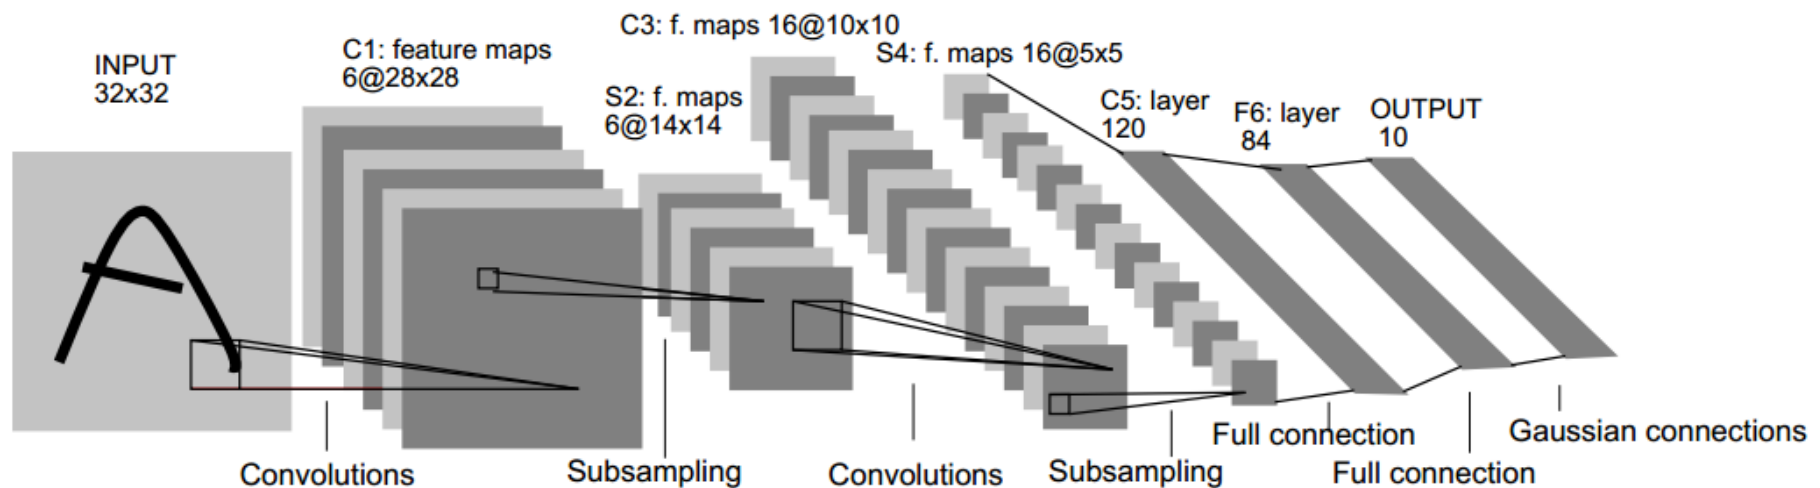 INPUT
32x32
C1: feature maps
6@28x28
S2: f. maps
6@14x14
C3: f. maps 16@10x10
S4: f. maps 16@5x5
C5: layer
120
F6: layer
84
OUTPUT
10
Convolutions
Subsampling
Convolutions
Subsampling
Full connection
Full connection
Gaussian connections